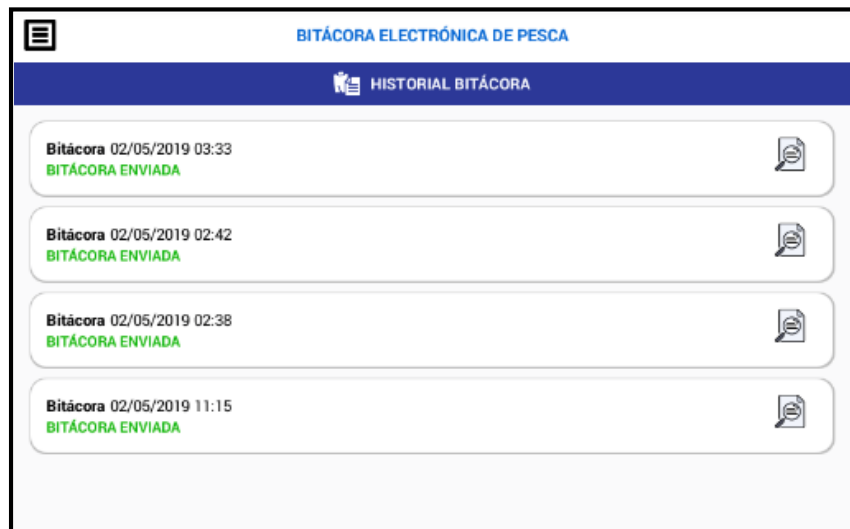 BITÁCORA ELECTRÓNICA DE PESCA
HISTORIAL BITÁCORA
Bitácora 02/05/2019 03:33
BITÁCORA ENVIADA
Bitácora 02/05/2019 02:42
BITÁCORA ENVIADA
Bitácora 02/05/2019 02:38
BITÁCORA ENVIADA
Bitácora 02/05/2019 11:15
BITÁCORA ENVIADA